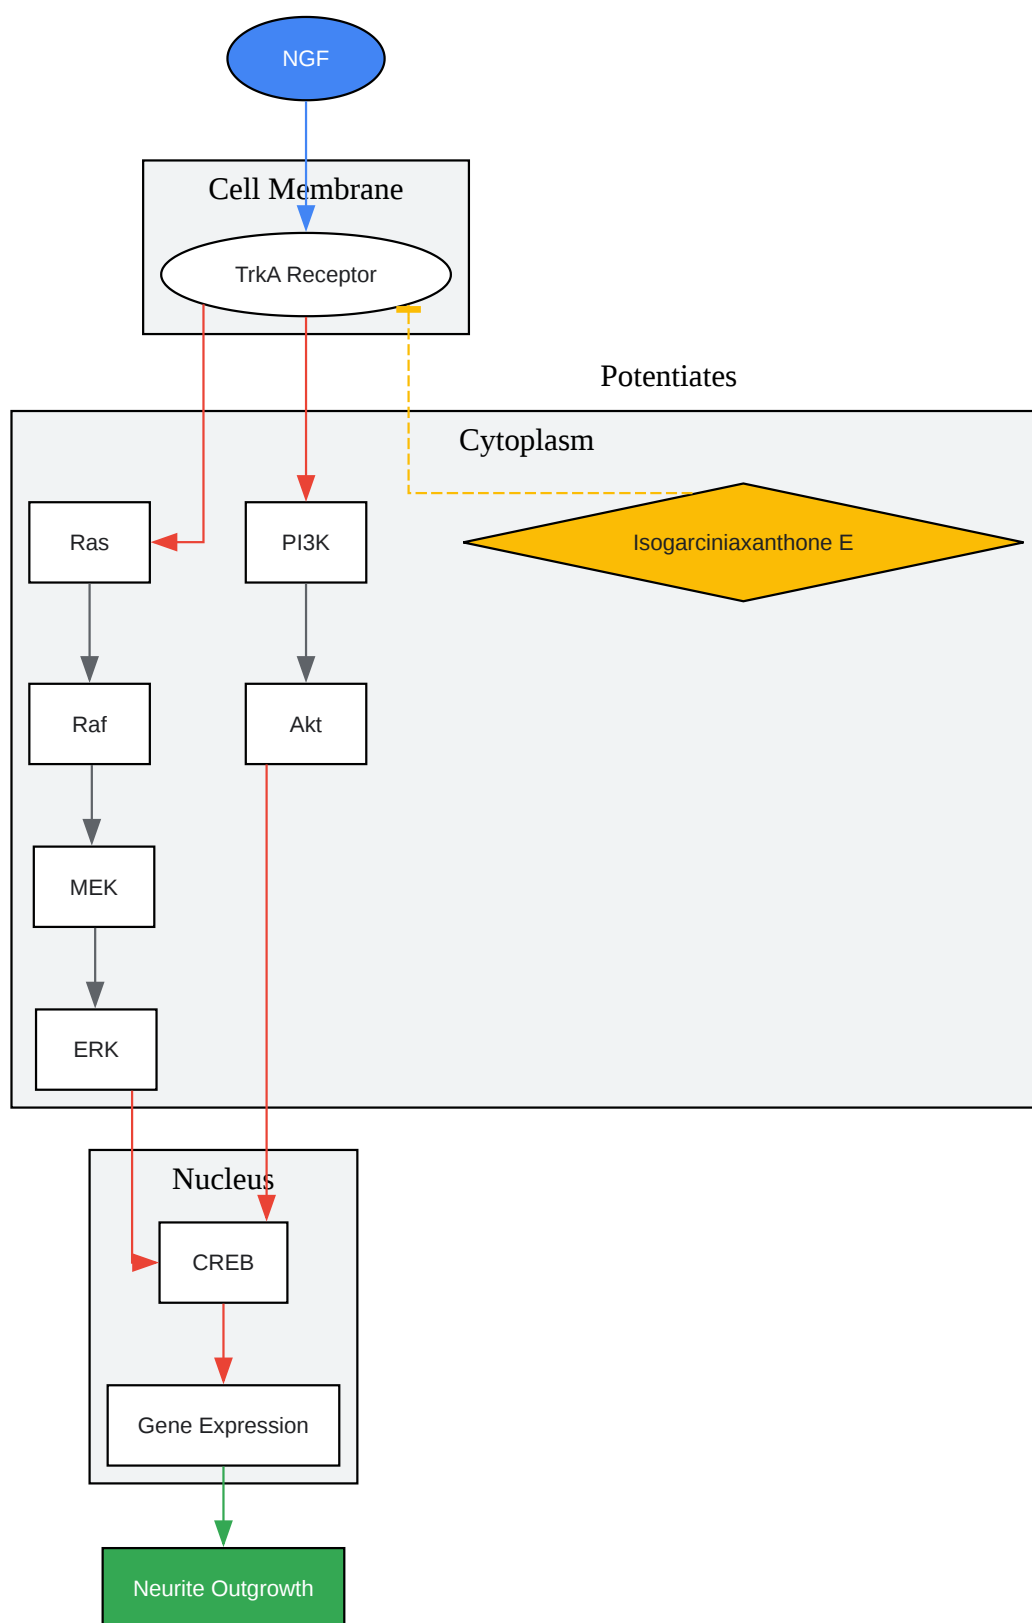 NGF
Cell Membrane
TrkA Receptor
Potentiates
Cytoplasm
Ras
PI3K
Isogarciniaxanthone E
Raf
Akt
MEK
ERK
Nucleus
CREB
Gene Expression
Neurite Outgrowth